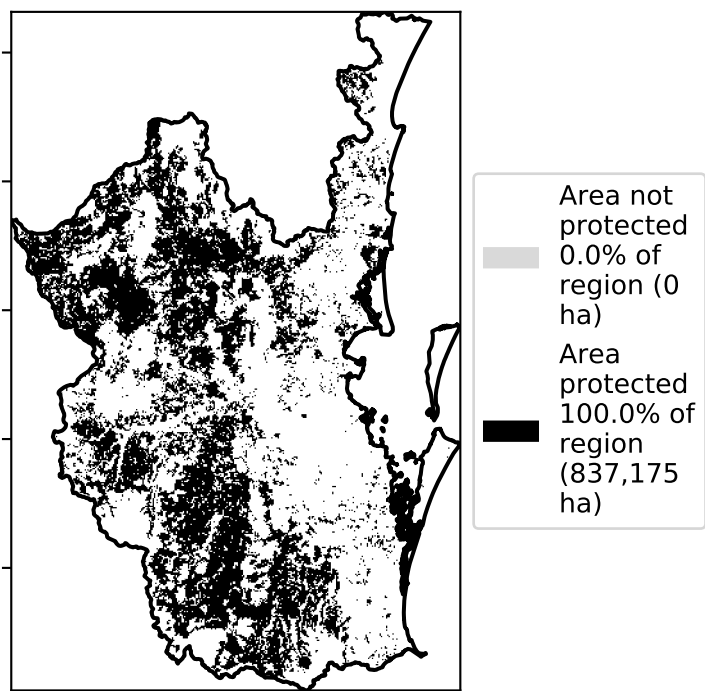 Area not
protected
0.0% of
region (0
ha)
Area
protected
100.0% of
region
(837,175
ha)